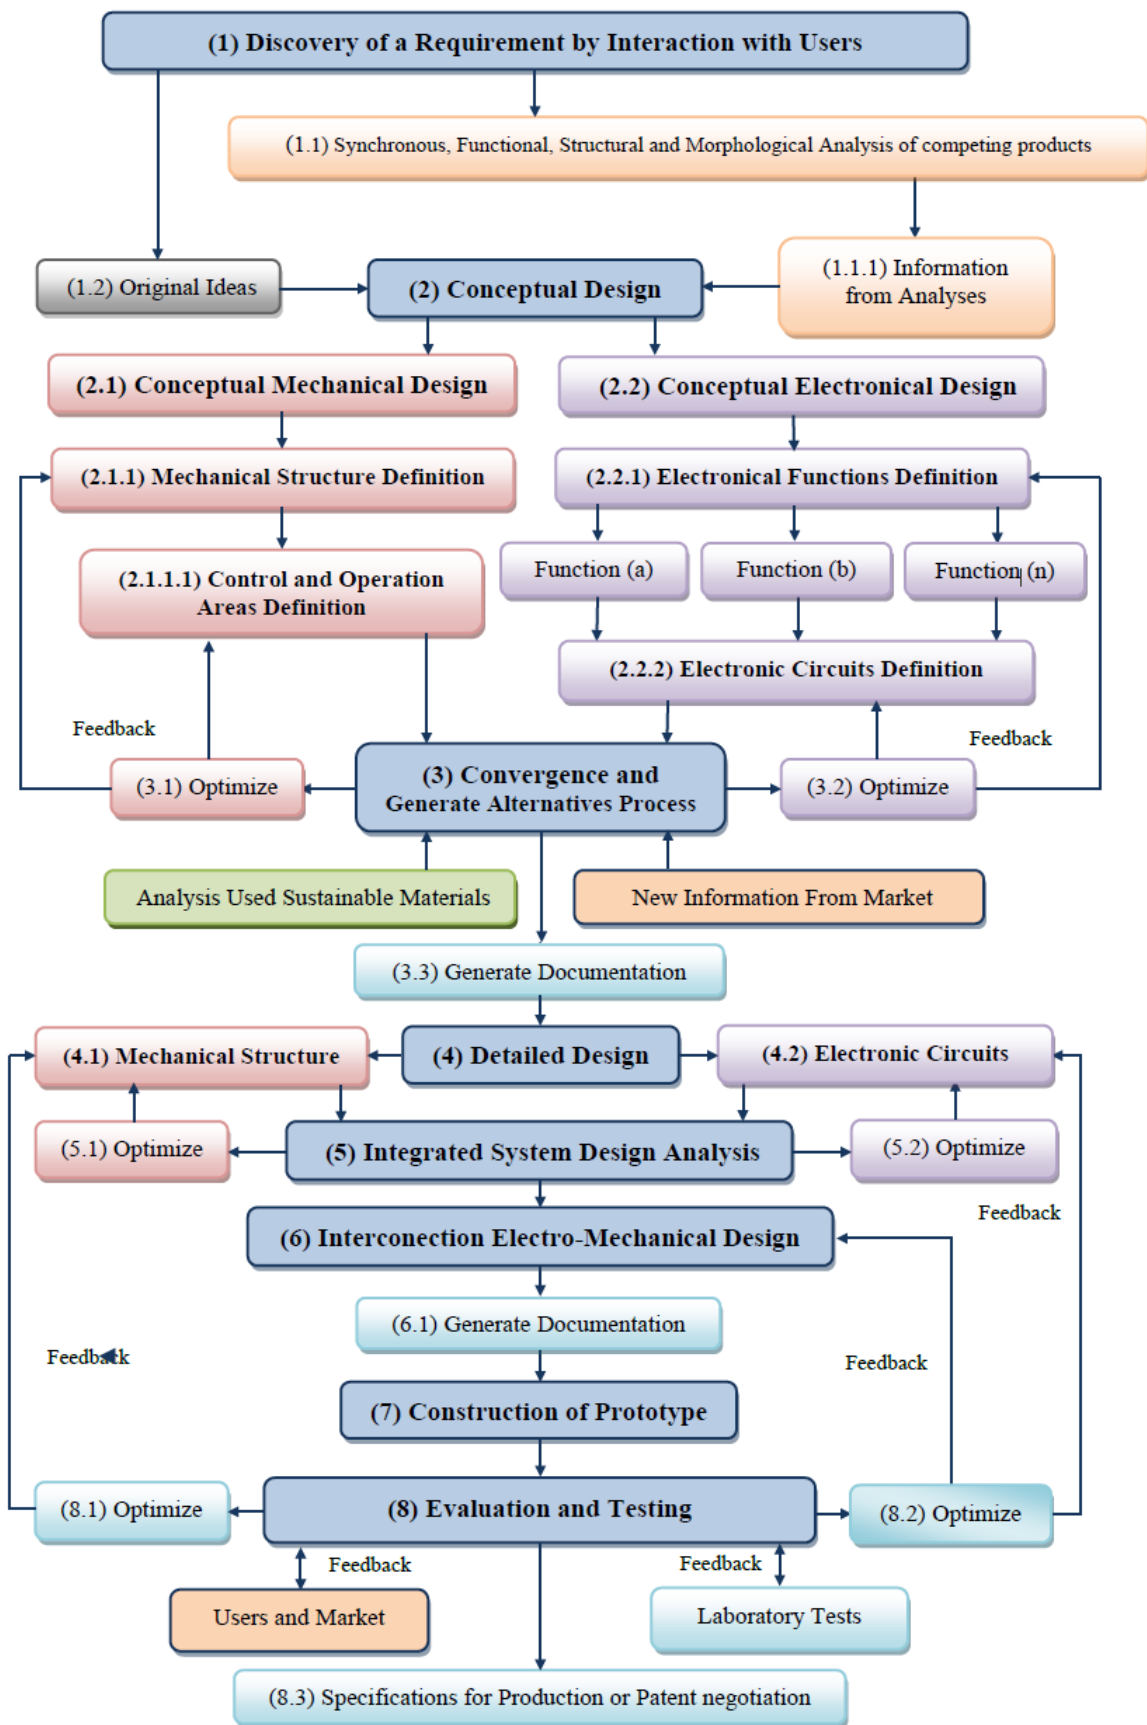 (1) Discovery of a Requirement by Interaction with Users
(1.1) Synchronous, Functional, Structural and Morphological Analysis of competing products
(1.2) Original Ideas
(2) Conceptual Design
(1.1.1) Information
from Analyses
(2.1) Conceptual Mechanical Design
(2.2) Conceptual Electronical Design
(2.1.1) Mechanical Structure Definition
(2.2.1) Electronical Functions Definition
(2.1.1.1) Control and Operation
Areas Definition
Function (a)
Function (b)
Function (n)
(2.2.2) Electronic Circuits Definition
Feedback
Feedback
(3.1) Optimize
(3) Convergence and
Generate Alternatives Process
(3.2) Optimize
Analysis Used Sustainable Materials
New Information From Market
(3.3) Generate Documentation
(4.1) Mechanical Structure
(4) Detailed Design
(4.2) Electronic Circuits
(5.1) Optimize
(5) Integrated System Design Analysis
(5.2) Optimize
Feedback
(6) Interconection Electro-Mechanical Design
(6.1) Generate Documentation
Feedback
Feedback
(7) Construction of Prototype
(8.1) Optimize
(8) Evaluation and Testing
(8.2) Optimize
Feedback
Feedback
Users and Market
Laboratory Tests
(8.3) Specifications for Production or Patent negotiation